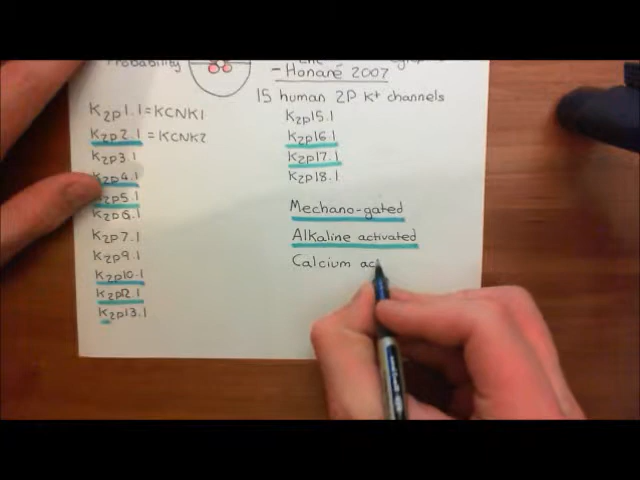 Probability
- Honoré 2007
15 human 2P K+ channels
K2P1.1 = KCNK1
K2P2.1 = KCNK2
K2P3.1
K2P4.1
K2P5.1
K2P6.1
K2P7.1
K2P9.1
K2P10.1
K2P12.1
K2P13.1
K2P15.1
K2P16.1
K2P17.1
K2P18.1
Mechano-gated
Alkaline activated
Calcium ac